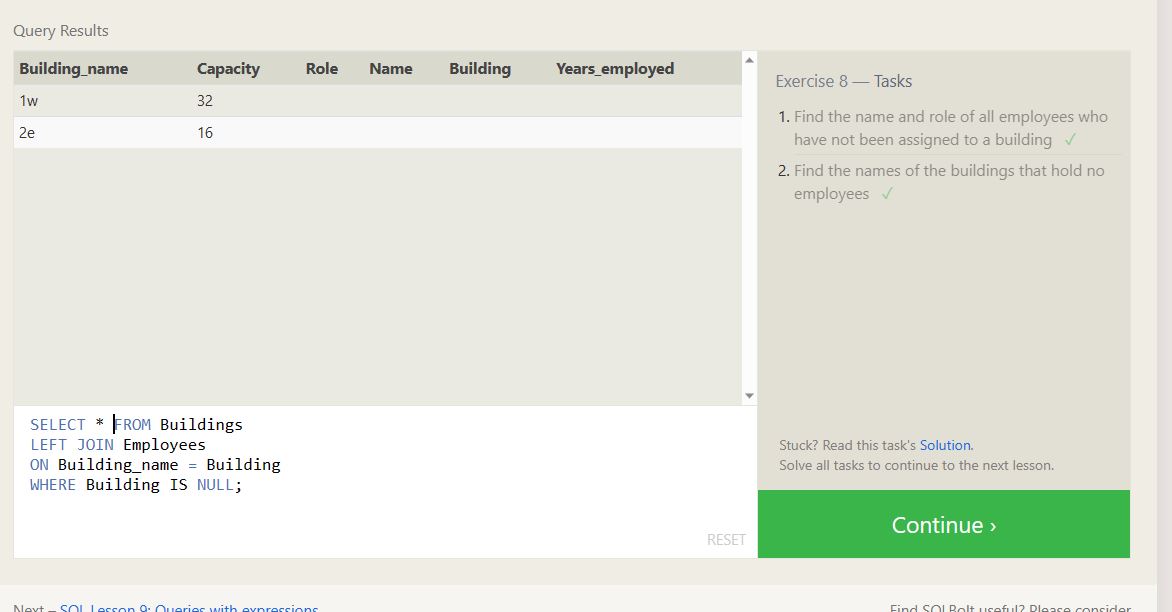 Query Results
Building_name Capacity Role Name Building Years_employed
1w 32
2e 16
SELECT * FROM Buildings
LEFT JOIN Employees
ON Building_name = Building
WHERE Building IS NULL;
RESET
Exercise 8 — Tasks
1. Find the name and role of all employees who
have not been assigned to a building ✓
2. Find the names of the buildings that hold no
employees ✓
Stuck? Read this task's Solution.
Solve all tasks to continue to the next lesson.
Continue ›
Next – SQL Lesson 9: Queries with expressions
Find SQLBolt useful? Please consider